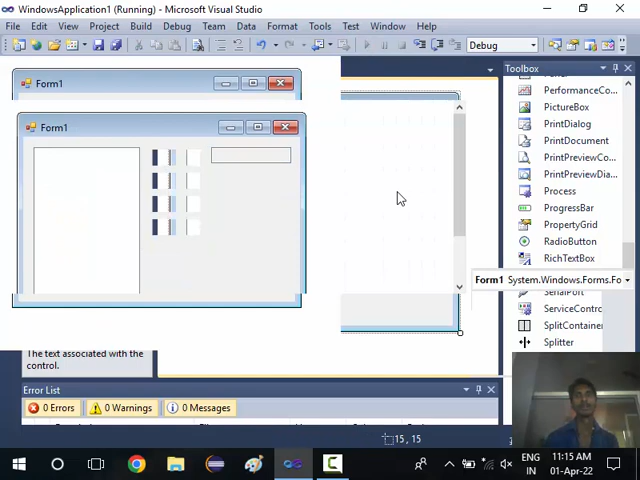 WindowsApplication1 (Running) - Microsoft Visual Studio
File Edit View Project Build Debug Team Data Format Tools Test Window Help
Debug
Form1
Form1
Toolbox
PerformanceCo...
PictureBox
PrintDialog
PrintDocument
PrintPreviewCo...
PrintPreviewDia...
Process
ProgressBar
PropertyGrid
RadioButton
RichTextBox
Form1 System.Windows.Forms.Fo
SerialPort
ServiceContro
SplitContainer
Splitter
The text associated with the
control.
Error List
0 Errors 0 Warnings 0 Messages
15 , 15
ENG
IN
11:15 AM
01-Apr-22